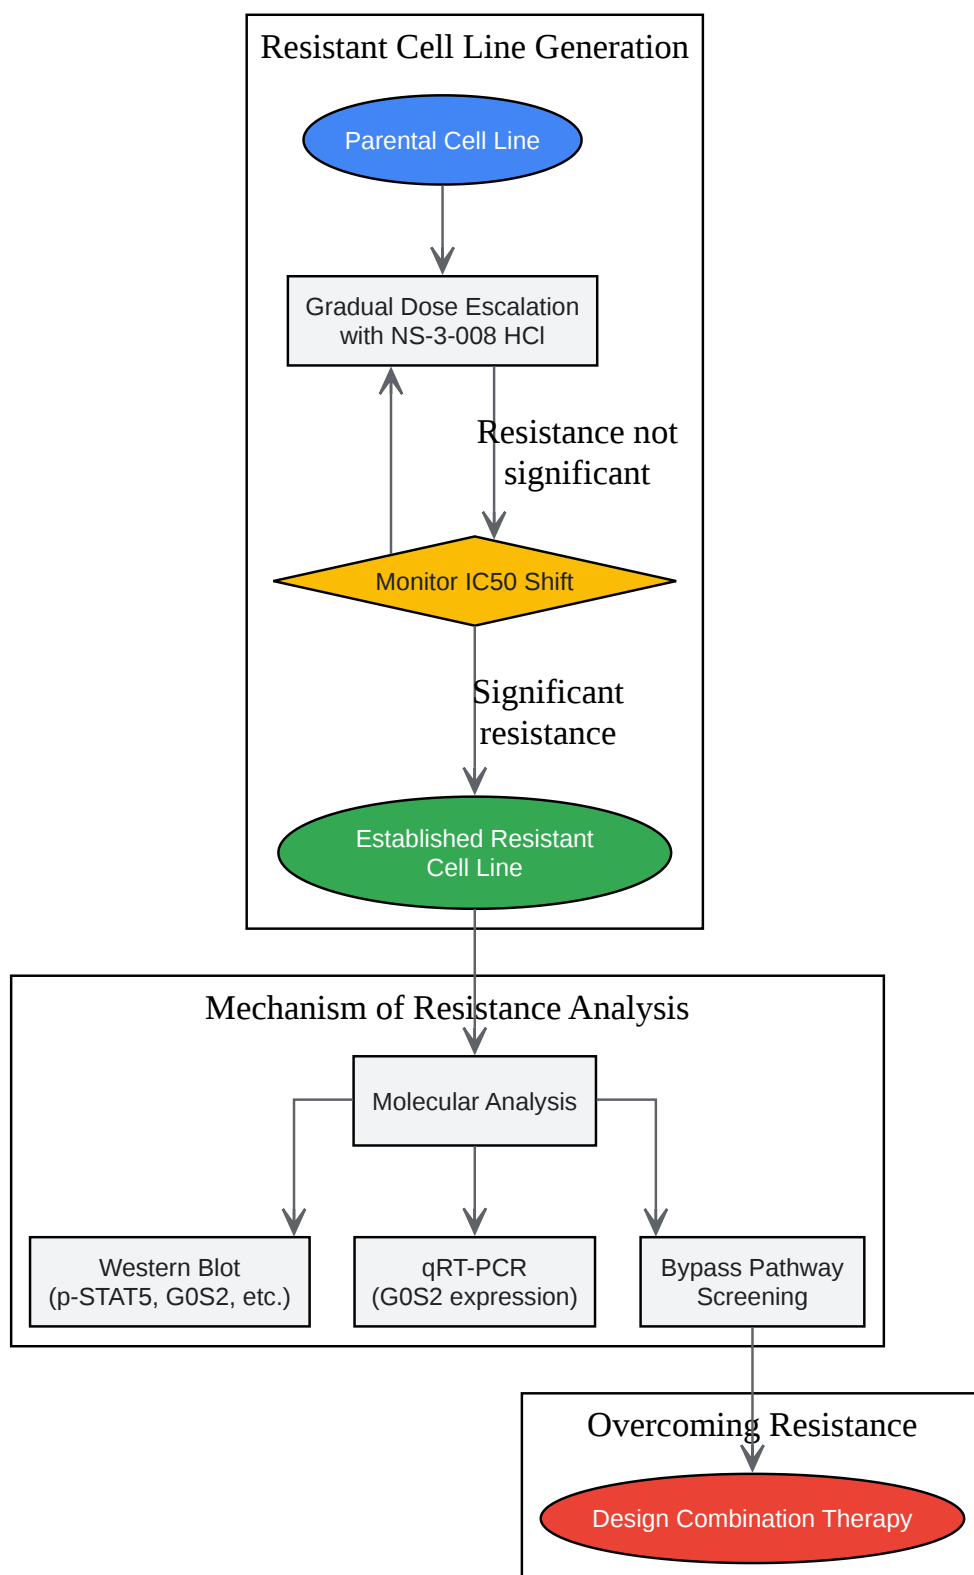 Resistant Cell Line Generation
Parental Cell Line
Gradual Dose Escalation
with NS-3-008 HCl
Resistance not
significant
Monitor IC50 Shift
Significant
resistance
Established Resistant
Cell Line
Mechanism of Resistance Analysis
Molecular Analysis
Western Blot
(p-STAT5, G0S2, etc.)
qRT-PCR
(G0S2 expression)
Bypass Pathway
Screening
Overcoming Resistance
Design Combination Therapy